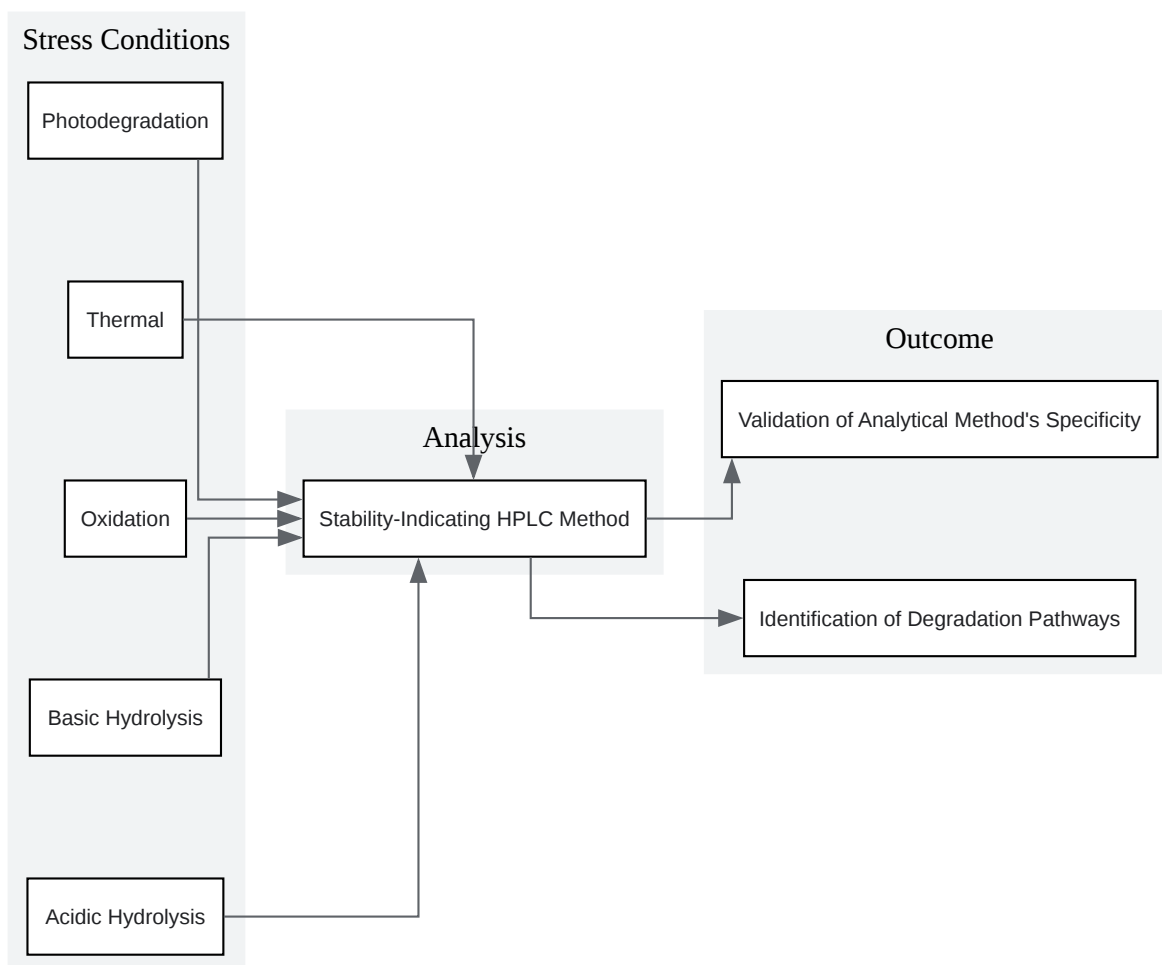 Stress Conditions
Photodegradation
Thermal
Oxidation
Basic Hydrolysis
Acidic Hydrolysis
Analysis
Stability-Indicating HPLC Method
Outcome
Validation of Analytical Method's Specificity
Identification of Degradation Pathways